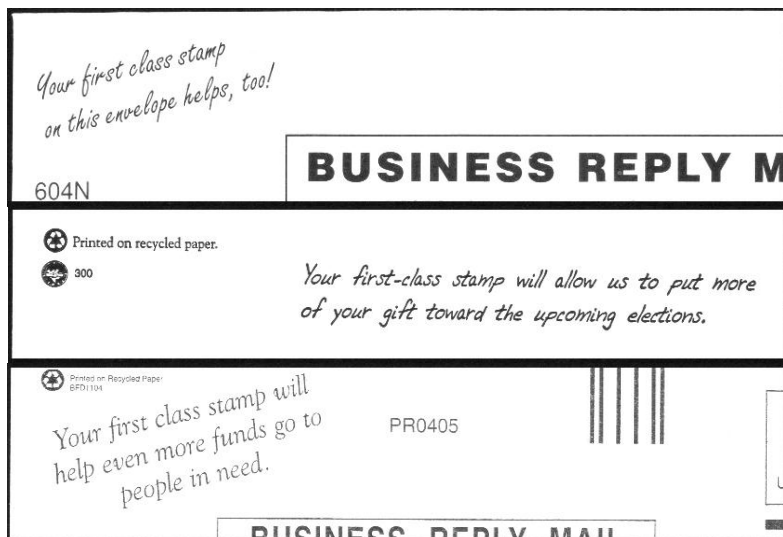 Your first class stamp
on this envelope helps, too!
BUSINESS REPLY M
604N
Printed on recycled paper.
300
Your first-class stamp will allow us to put more
of your gift toward the upcoming elections.
Printed on Recycled Paper
BFD1104
Your first class stamp will
help even more funds go to
people in need.
PR0405
BUSINESS REPLY MAIL